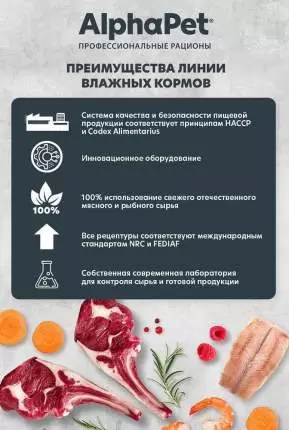 AlphaPet®
ПРОФЕССИОНАЛЬНЫЕ РАЦИОНЫ
ПРЕИМУЩЕСТВА ЛИНИИ
ВЛАЖНЫХ КОРМОВ
Система качества и безопасности пищевой
продукции соответствует принципам HACCP
и Codex Alimentarius
Инновационное оборудование
100%
100% использование свежего отечественного
мясного и рыбного сырья
Все рецептуры соответствуют международным
стандартам NRC и FEDIAF
Собственная современная лаборатория
для контроля сырья и готовой продукции